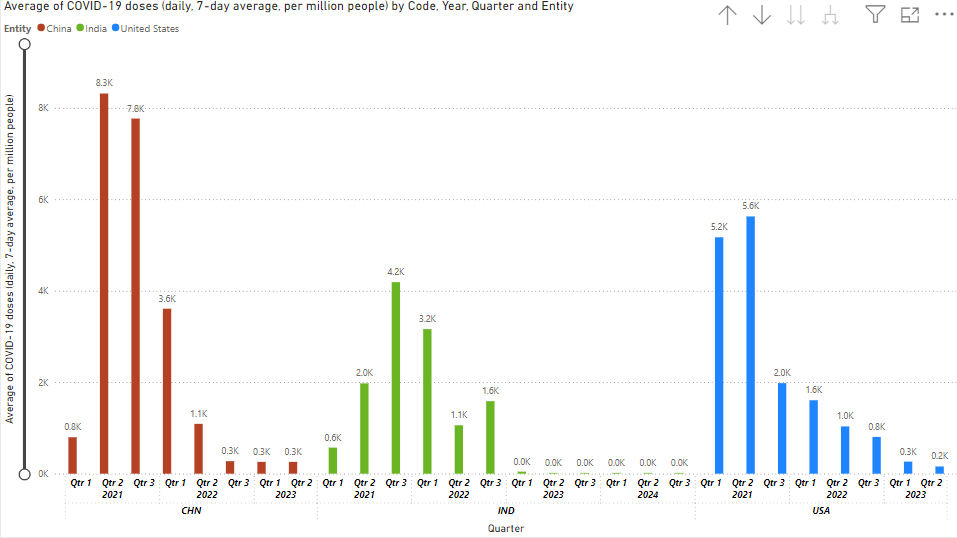 Average of COVID-19 doses (daily, 7-day average, per million people) by Code, Year, Quarter and Entity
Entity China India United States
Average of COVID-19 doses (daily, 7-day average, per million people)
8K
6K
4K
2K
0K
0.8K 8.3K 7.8K 3.6K 1.1K 0.3K 0.3K 0.3K 0.6K 2.0K 4.2K 3.2K 1.1K 1.6K 0.0K 0.0K 0.0K 0.0K 0.0K 0.0K 5.2K 5.6K 2.0K 1.6K 1.0K 0.8K 0.3K 0.2K
Qtr 1 Qtr 2 Qtr 3 Qtr 1 Qtr 2 Qtr 3 Qtr 1 Qtr 2 Qtr 1 Qtr 2 Qtr 3 Qtr 1 Qtr 2 Qtr 3 Qtr 1 Qtr 2 Qtr 3 Qtr 1 Qtr 2 Qtr 3 Qtr 1 Qtr 2 Qtr 3 Qtr 1 Qtr 2 Qtr 3 Qtr 1 Qtr 2
2021 2022 2023 2021 2022 2023 2024 2021 2022 2023
CHN IND USA
Quarter